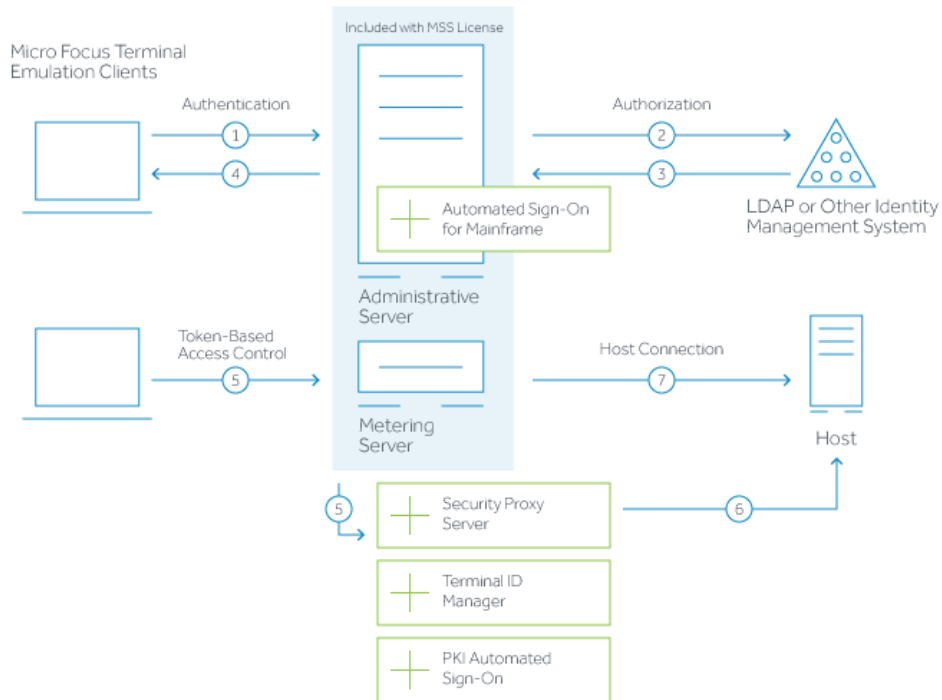 Included with MSS License
Micro Focus Terminal
Emulation Clients
Authentication
1
4
Authorization
2
3
Automated Sign-On
for Mainframe
LDAP or Other Identity
Management System
Administrative
Server
Token-Based
Access Control
5
Host Connection
7
Metering
Server
Host
5
Security Proxy
Server
6
Terminal ID
Manager
PKI Automated
Sign-On